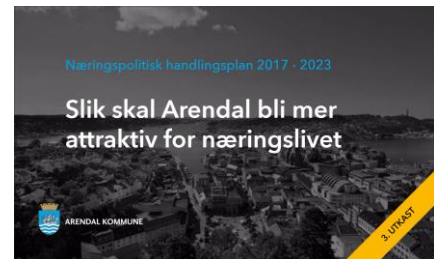 Næringspolitisk handlingsplan 2017 - 2023
Slik skal Arendal bli mer
attraktiv for næringslivet
ARENDAL KOMMUNE
3. UTKAST